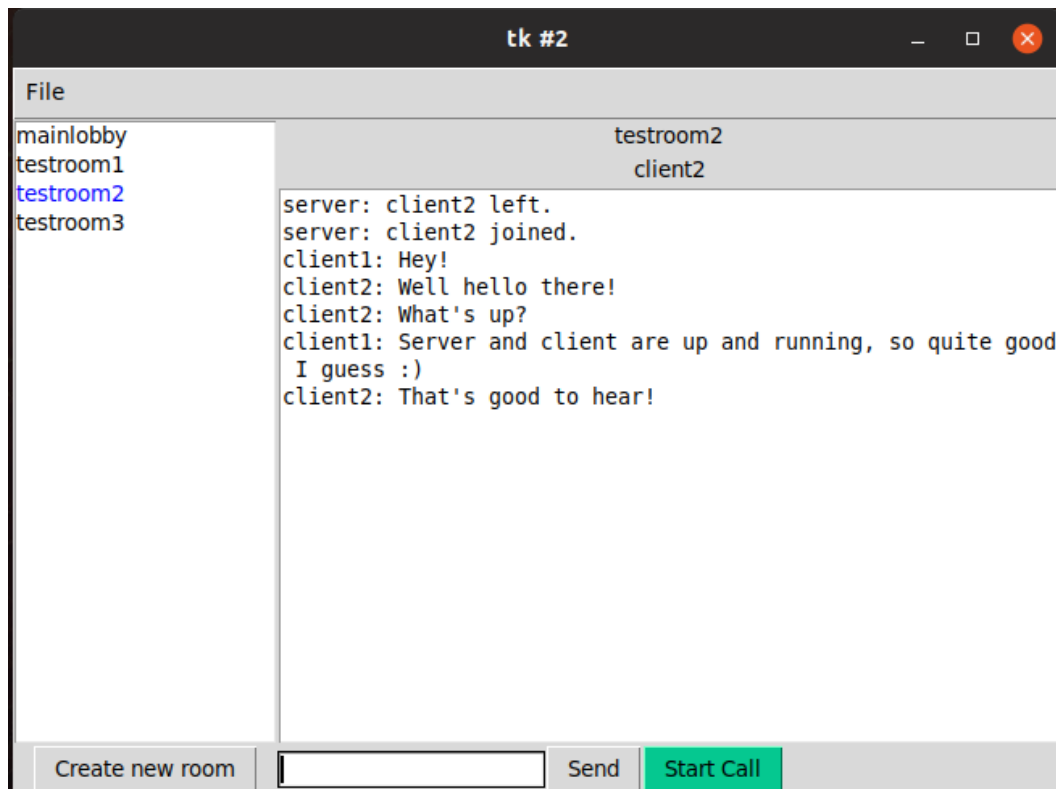 tk #2
File
mainlobby
testroom1
testroom2
testroom3
testroom2
client2
server: client2 left.
server: client2 joined.
client1: Hey!
client2: Well hello there!
client2: What's up?
client1: Server and client are up and running, so quite good
I guess :)
client2: That's good to hear!
Create new room
Send
Start Call